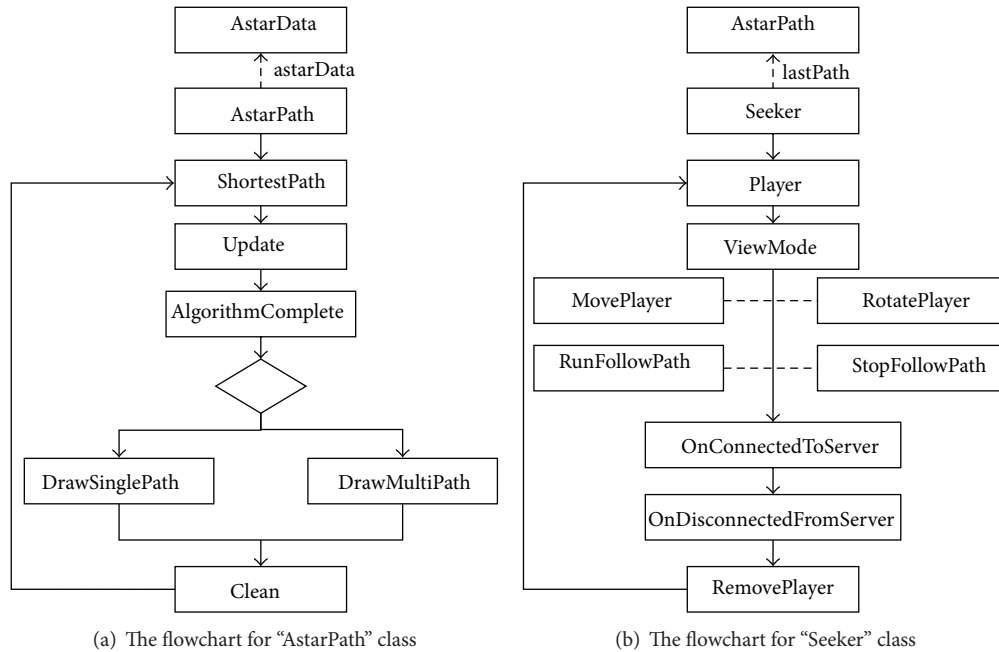 AstarData
astarData
AstarPath
ShortestPath
Update
AlgorithmComplete
DrawSinglePath
DrawMultiPath
Clean
(a) The flowchart for “AstarPath” class
AstarPath
lastPath
Seeker
Player
ViewMode
MovePlayer
RotatePlayer
RunFollowPath
StopFollowPath
OnConnectedToServer
OnDisconnectedFromServer
RemovePlayer
(b) The flowchart for “Seeker” class